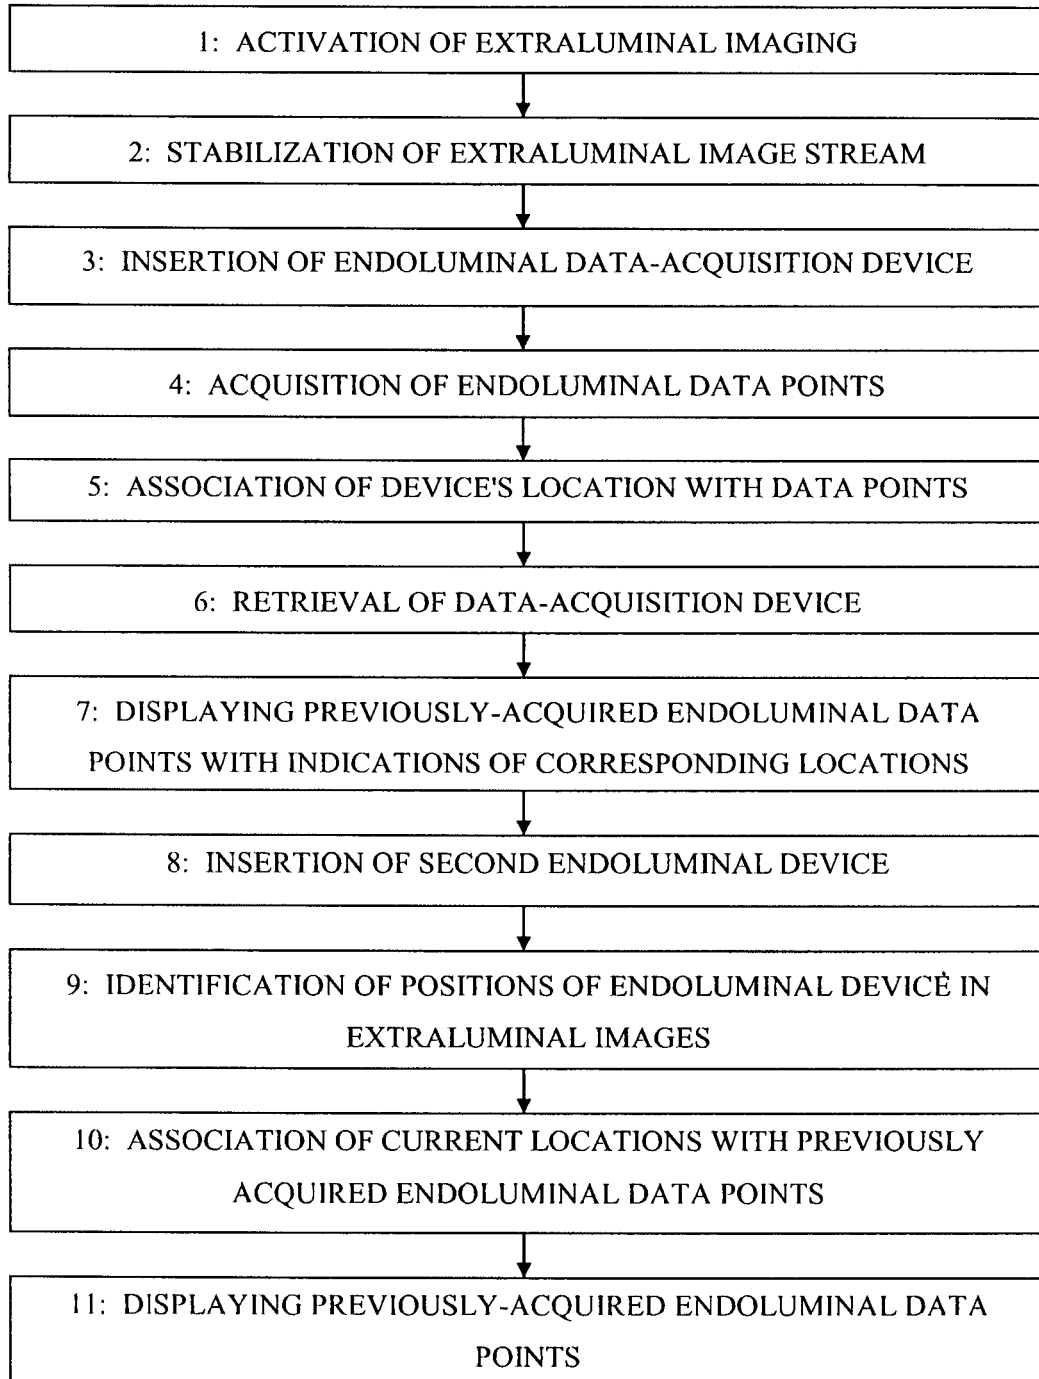 1: ACTIVATION OF EXTRALUMINAL IMAGING
2: STABILIZATION OF EXTRALUMINAL IMAGE STREAM
3: INSERTION OF ENDOLUMINAL DATA-ACQUISITION DEVICE
4: ACQUISITION OF ENDOLUMINAL DATA POINTS
5: ASSOCIATION OF DEVICE'S LOCATION WITH DATA POINTS
6: RETRIEVAL OF DATA-ACQUISITION DEVICE
7: DISPLAYING PREVIOUSLY-ACQUIRED ENDOLUMINAL DATA
POINTS WITH INDICATIONS OF CORRESPONDING LOCATIONS
8: INSERTION OF SECOND ENDOLUMINAL DEVICE
9: IDENTIFICATION OF POSITIONS OF ENDOLUMINAL DEVICE IN
EXTRALUMINAL IMAGES
10: ASSOCIATION OF CURRENT LOCATIONS WITH PREVIOUSLY
ACQUIRED ENDOLUMINAL DATA POINTS
11: DISPLAYING PREVIOUSLY-ACQUIRED ENDOLUMINAL DATA
POINTS